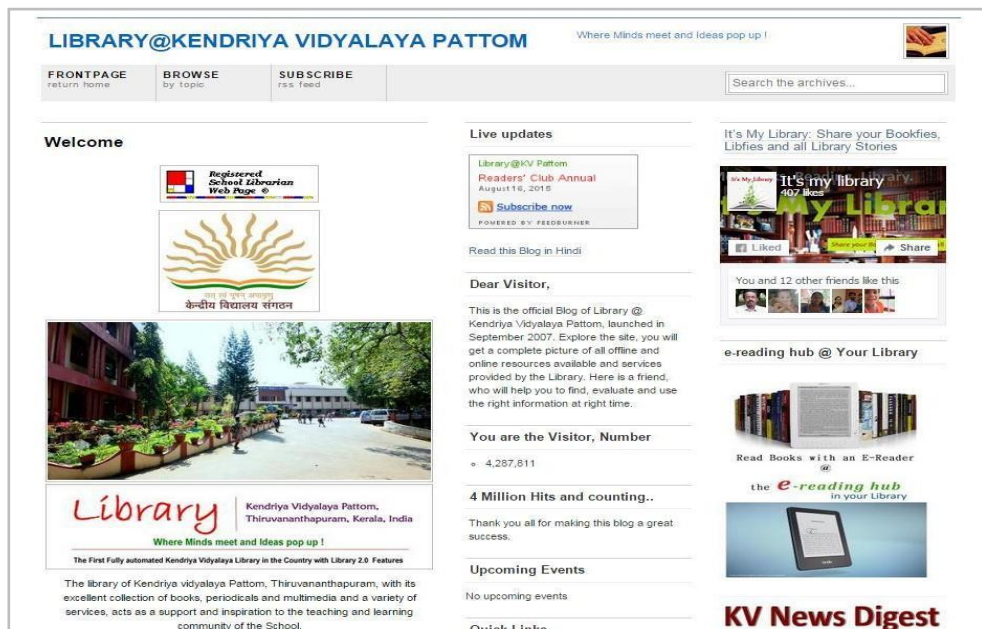 LIBRARY@KENDRIYA VIDYALAYA PATTOM
Where Minds meet and Ideas pop up !
FRONTPAGE
return home
BROWSE
by topic
SUBSCRIBE
rss feed
Search the archives...
Welcome
Registered
School Librarian
Web Page ®
केन्द्रीय विद्यालय संगठन
Library
Kendriya Vidyalaya Pattom,
Thiruvananthapuram, Kerala, India
Where Minds meet and Ideas pop up !
The First Fully automated Kendriya Vidyalaya Library in the Country with Library 2.0 Features
The library of Kendriya vidyalaya Pattom, Thiruvananthapuram, with its
excellent collection of books, periodicals and multimedia and a variety of
services, acts as a support and inspiration to the teaching and learning
community of the School.
Live updates
Library@KV Pattom
Readers' Club Annual
August 16, 2015
Subscribe now
POWERED BY FEEDBURNER
Read this Blog in Hindi
Dear Visitor,
This is the official Blog of Library @
Kendriya Vidyalaya Pattom, launched in
September 2007. Explore the site, you will
get a complete picture of all offline and
online resources available and services
provided by the Library. Here is a friend,
who will help you to find, evaluate and use
the right information at right time.
You are the Visitor, Number
4,287,811
4 Million Hits and counting..
Thank you all for making this blog a great
success.
Upcoming Events
No upcoming events
Quick Links
It's My Library: Share your Bookfies,
Libfies and all Library Stories
It's My Library
It's my library
407 likes
Liked
Share your
Share
You and 12 other friends like this
e-reading hub @ Your Library
Read Books with an E-Reader
@
the e-reading hub
in your Library
KV News Digest